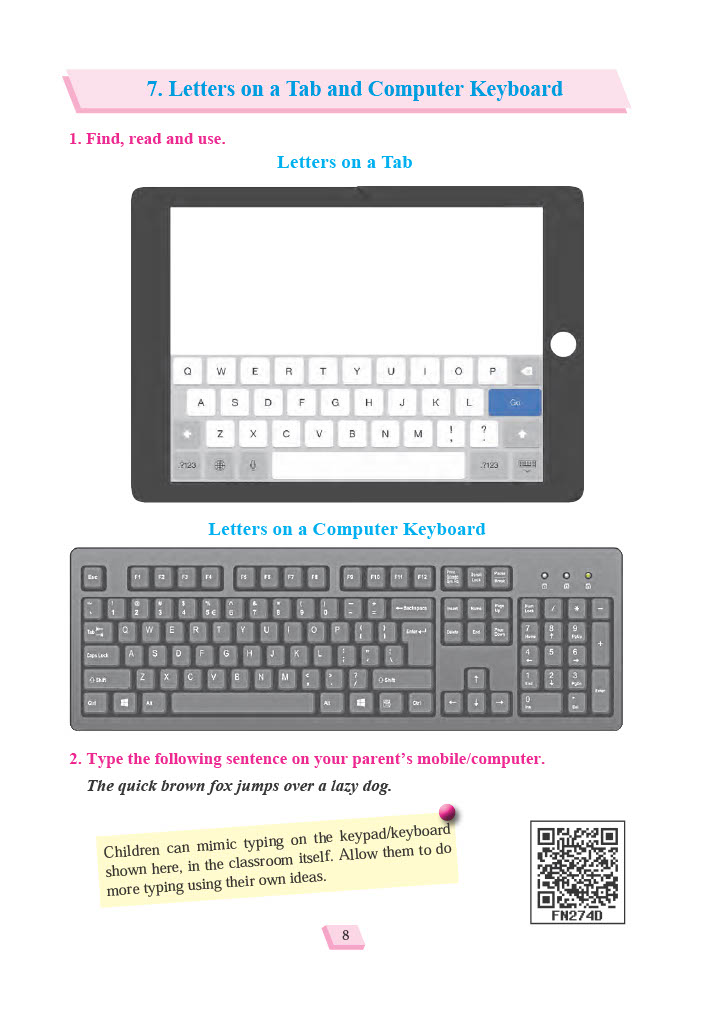 7. Letters on a Tab and Computer Keyboard
1. Find, read and use.
Letters on a Tab
Q W E R T Y U I O P
A S D F G H J K L Go
Z X C V B N M ! , ? .
.?123 .?123
Letters on a Computer Keyboard
Esc F1 F2 F3 F4 F5 F6 F7 F8 F9 F10 F11 F12 Scroll Lock Pause Break
1 2 3 4 5 6 7 8 9 0 Backspace Insert Home Page Up Num Lock / * -
Tab Q W E R T Y U I O P Enter Delete End Page Down 7 Home 8 9 PgUp +
Caps Lock A S D F G H J K L 4 5 6
Shift Z X C V B N M ? / Shift 1 End 2 3 PgDn Enter
Ctrl Alt Alt Ctrl 0 Ins . Del
2. Type the following sentence on your parent’s mobile/computer.
The quick brown fox jumps over a lazy dog.
Children can mimic typing on the keypad/keyboard
shown here, in the classroom itself. Allow them to do
more typing using their own ideas.
FN274D
8